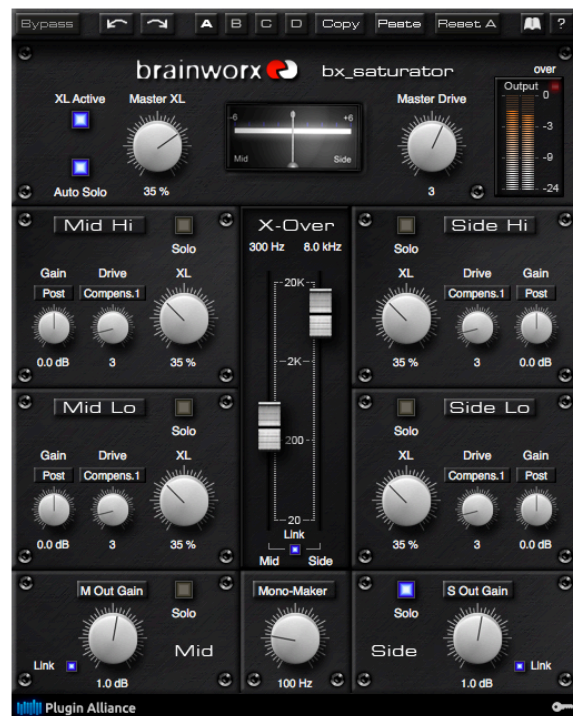 Bypass A B C D Copy Paste Reset A ?
brainworx bx_saturator over
XL Active Master XL Master Drive Output 0
-6 +6 -3
Mid Side -9
Auto Solo 35 % 3 -24
Mid Hi Solo
Gain Drive XL
Post Compens.1
0.0 dB 3 35 %
X-Over
300 Hz 8.0 kHz
20K
2K
200
20
Link
Mid Side
Side Hi
Solo
XL Drive Gain
Compens.1 Post
35 % 3 0.0 dB
Mid Lo
Solo
Gain Drive XL
Post Compens.1
0.0 dB 3 35 %
Side Lo
Solo
XL Drive Gain
Compens.1 Post
35 % 3 0.0 dB
M Out Gain
Solo
Mid
Link
1.0 dB
Mono-Maker
100 Hz
Solo
S Out Gain
Side
Link
1.0 dB
Plugin Alliance